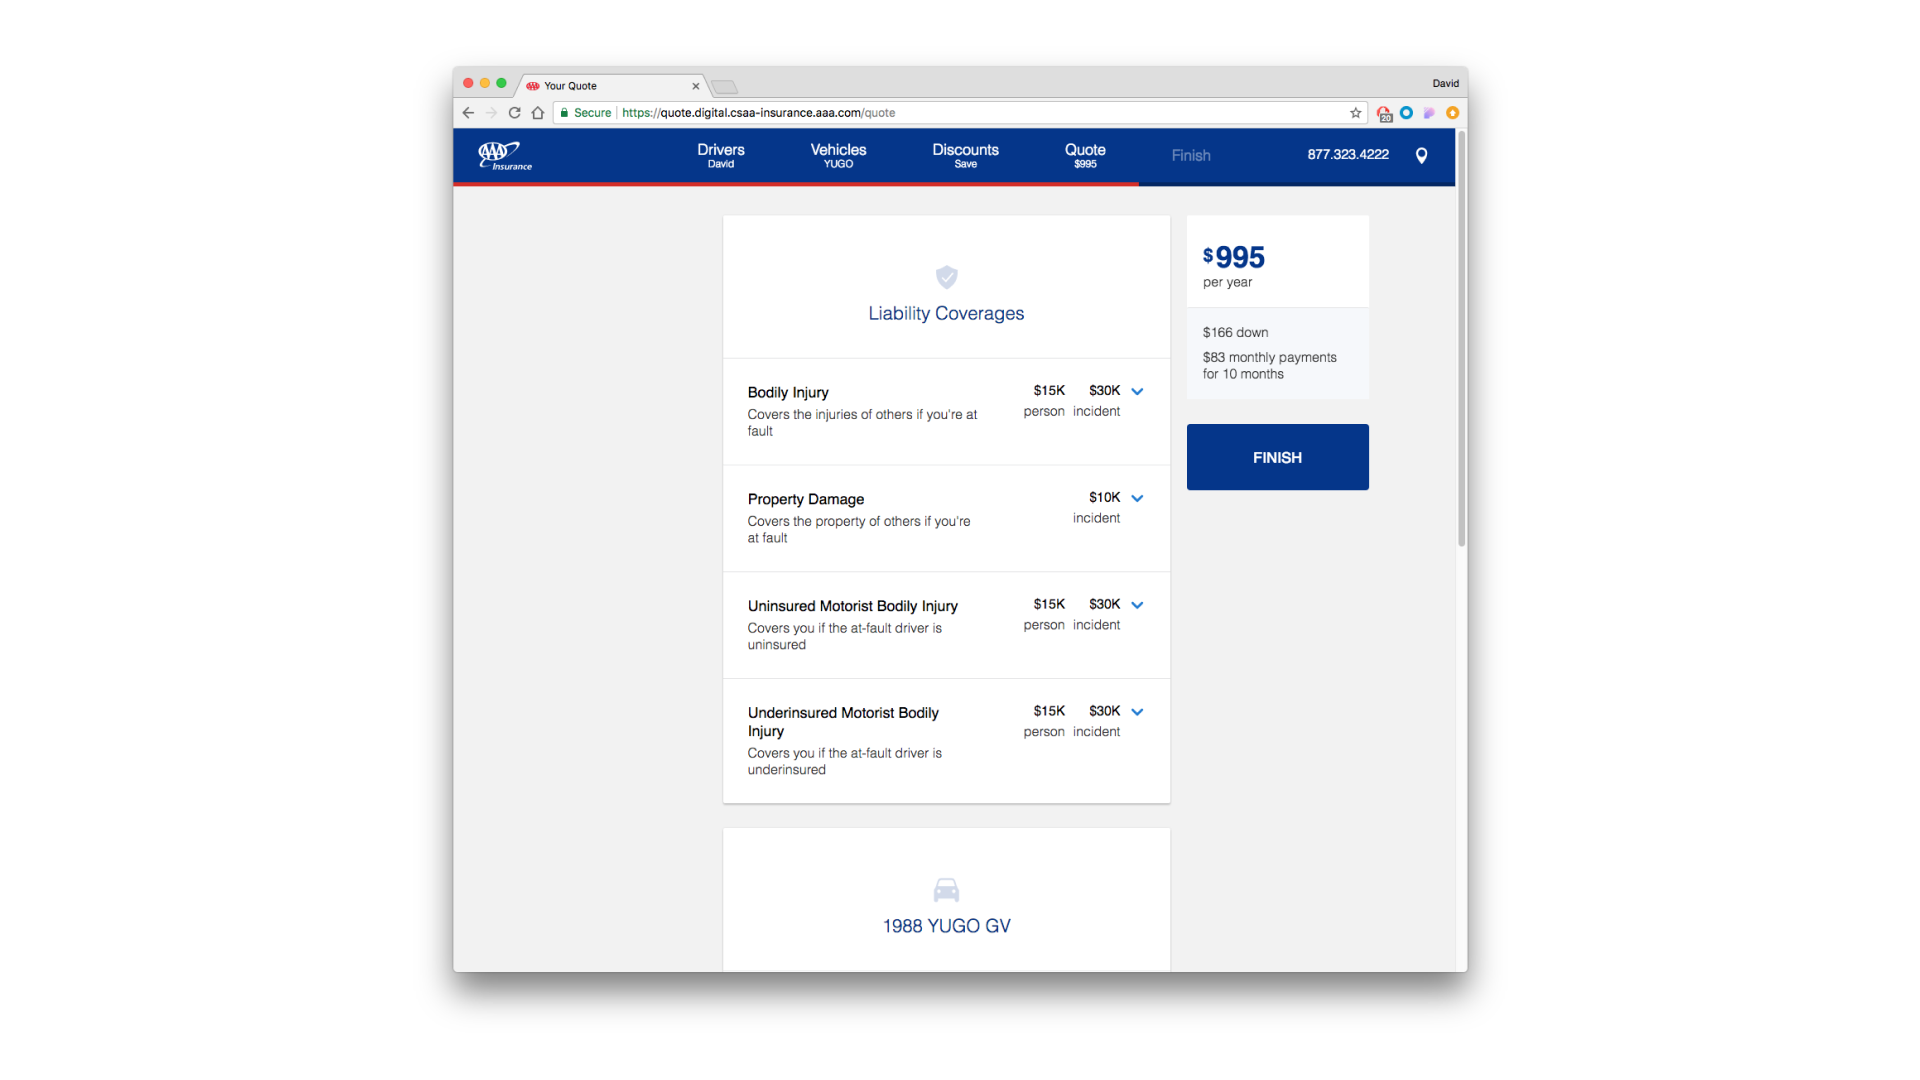 Your Quote
David
Secure
https://quote.digital.csaa-insurance.aaa.com/quote
20
AAA
Insurance
Drivers
David
Vehicles
YUGO
Discounts
Save
Quote
$995
Finish
877.323.4222
Liability Coverages
Bodily Injury
Covers the injuries of others if you're at
fault
$15K $30K
person incident
Property Damage
Covers the property of others if you're
at fault
$10K
incident
Uninsured Motorist Bodily Injury
Covers you if the at-fault driver is
uninsured
$15K $30K
person incident
Underinsured Motorist Bodily
Injury
Covers you if the at-fault driver is
underinsured
$15K $30K
person incident
1988 YUGO GV
$995
per year
$166 down
$83 monthly payments
for 10 months
FINISH